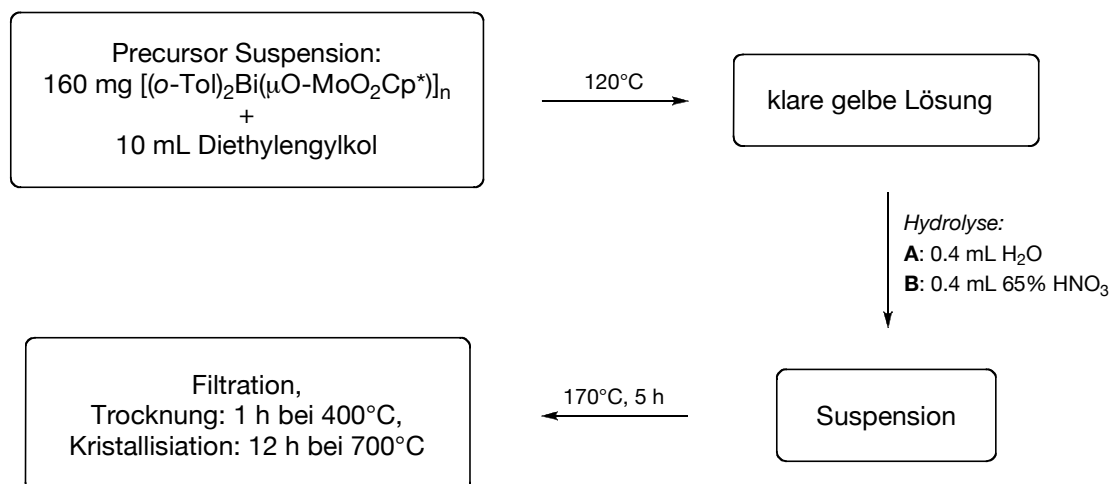 Precursor Suspension:
160 mg [(o-Tol)₂Bi(μO-MoO₂Cp*)]ₙ
+
10 mL Diethylengylkol
120°C
klare gelbe Lösung
Hydrolyse:
A: 0.4 mL H₂O
B: 0.4 mL 65% HNO₃
Suspension
170°C, 5 h
Filtration,
Trocknung: 1 h bei 400°C,
Kristallisiation: 12 h bei 700°C